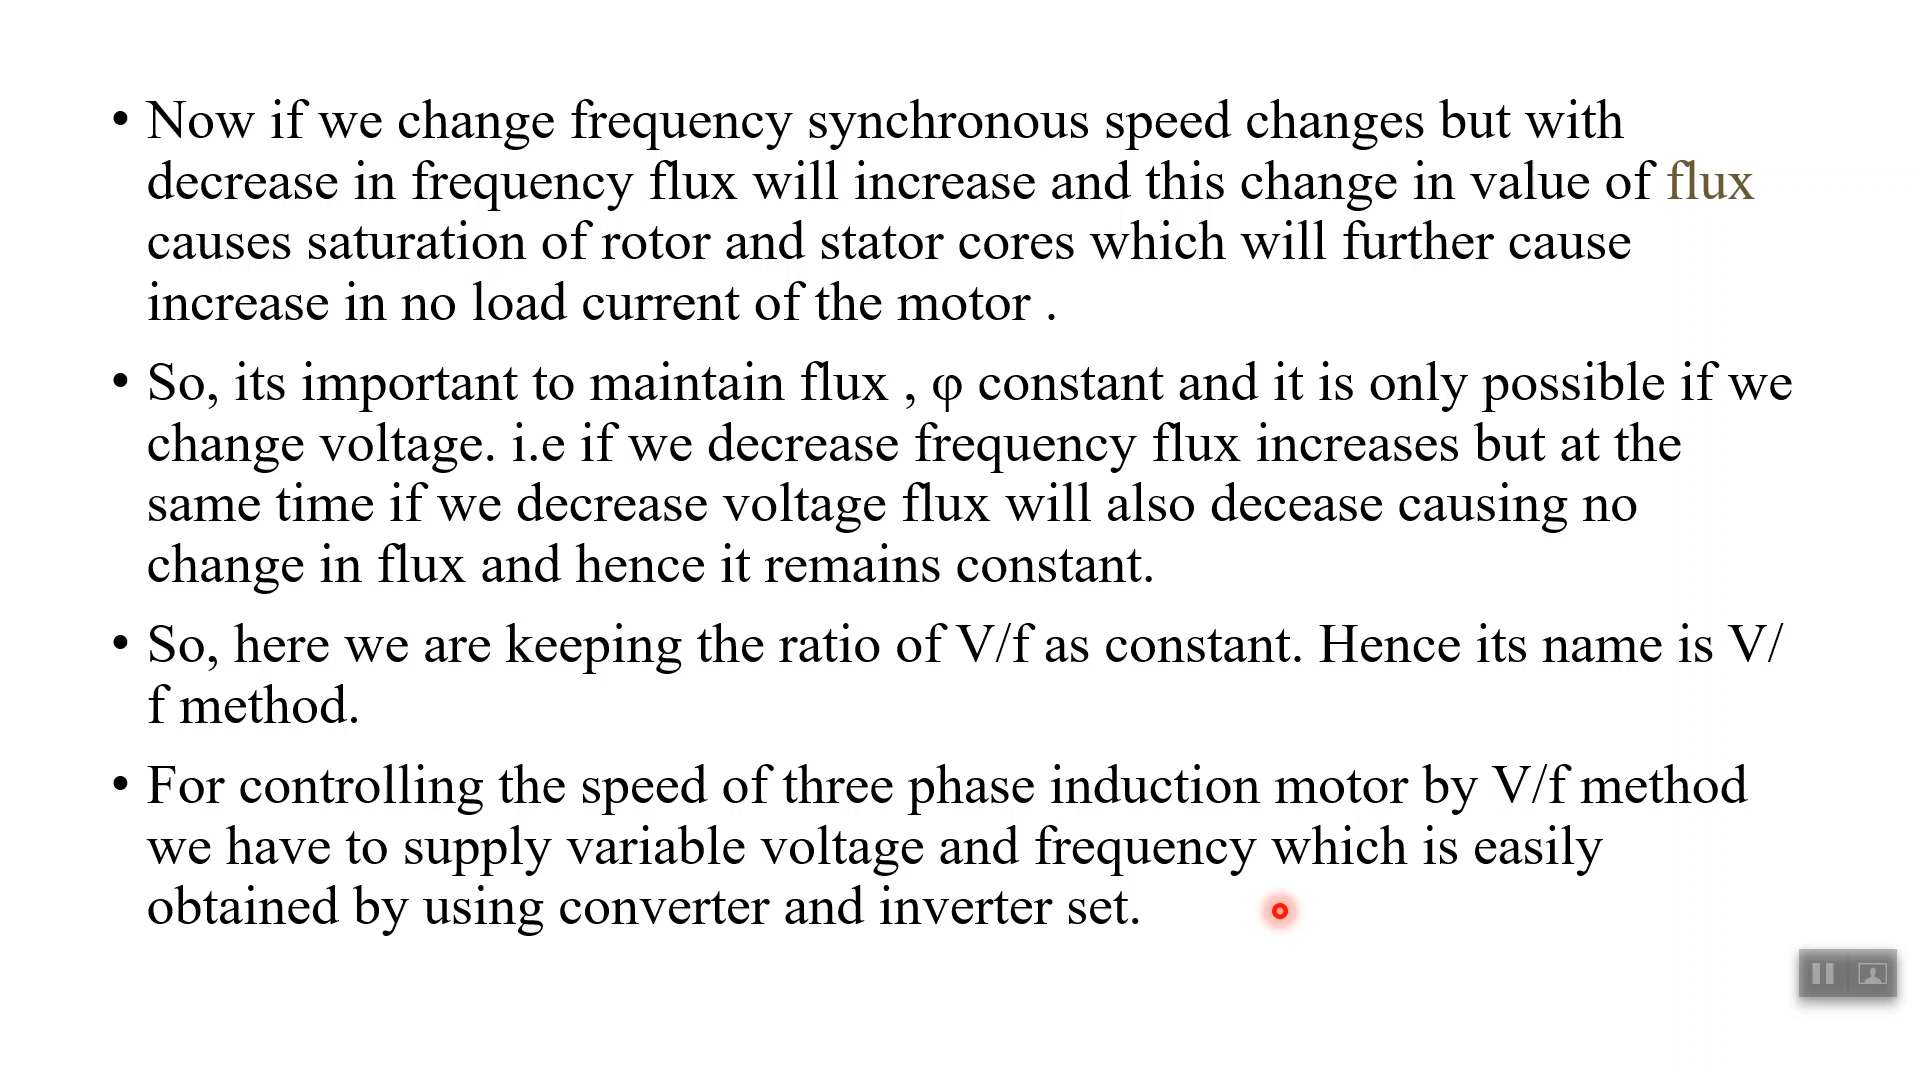 • Now if we change frequency synchronous speed changes but with
decrease in frequency flux will increase and this change in value of flux
causes saturation of rotor and stator cores which will further cause
increase in no load current of the motor .
• So, its important to maintain flux , φ constant and it is only possible if we
change voltage. i.e if we decrease frequency flux increases but at the
same time if we decrease voltage flux will also decease causing no
change in flux and hence it remains constant.
• So, here we are keeping the ratio of V/f as constant. Hence its name is V/
f method.
• For controlling the speed of three phase induction motor by V/f method
we have to supply variable voltage and frequency which is easily
obtained by using converter and inverter set.